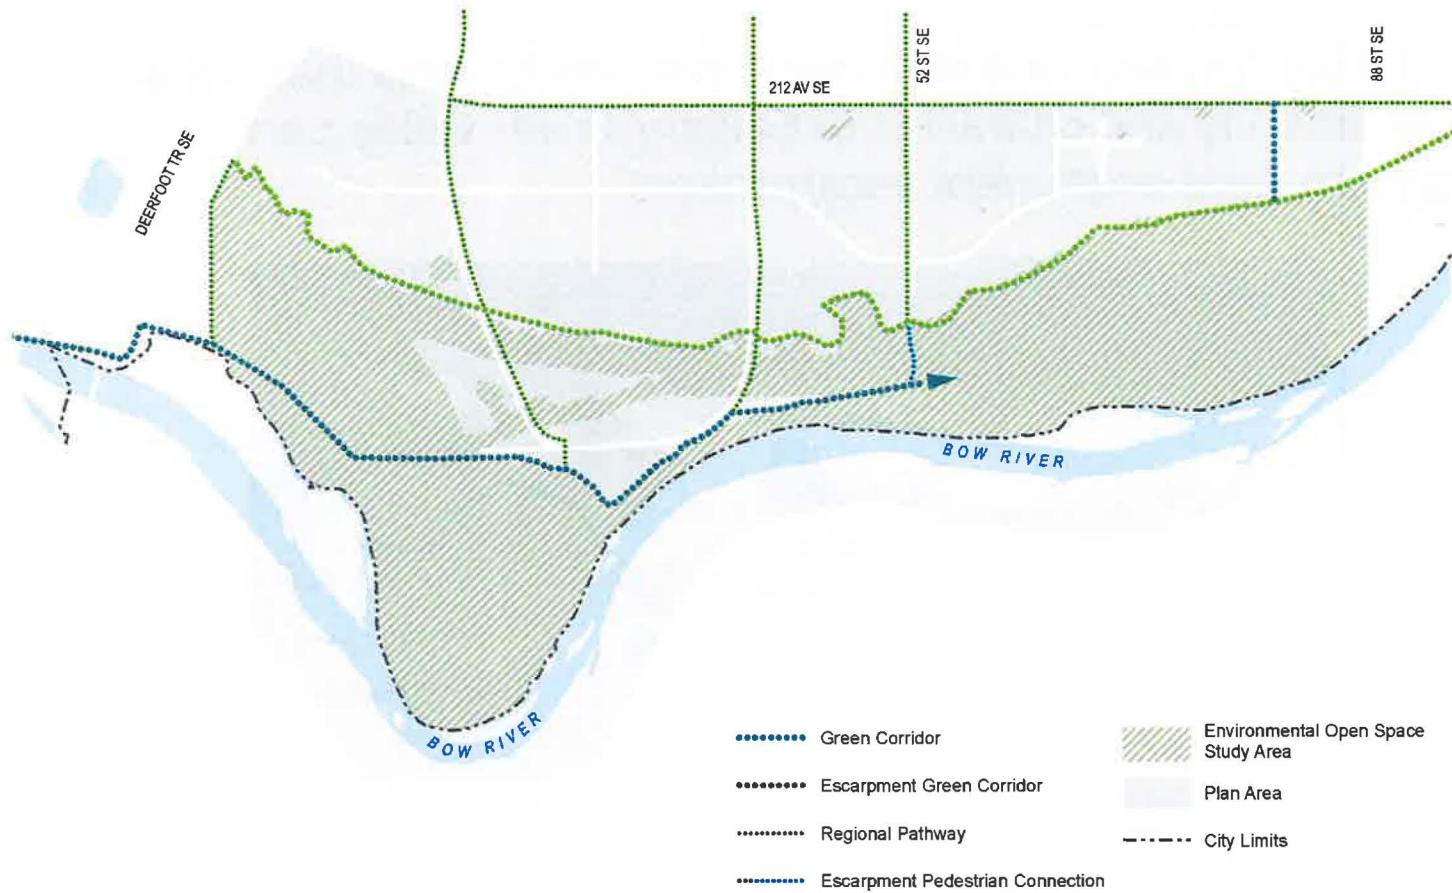 DEERFOOT TR SE
212 AV SE
52 ST SE
88 ST SE
BOW RIVER
BOW RIVER
Green Corridor
Escarpment Green Corridor
Regional Pathway
Escarpment Pedestrian Connection
Environmental Open Space
Study Area
Plan Area
City Limits